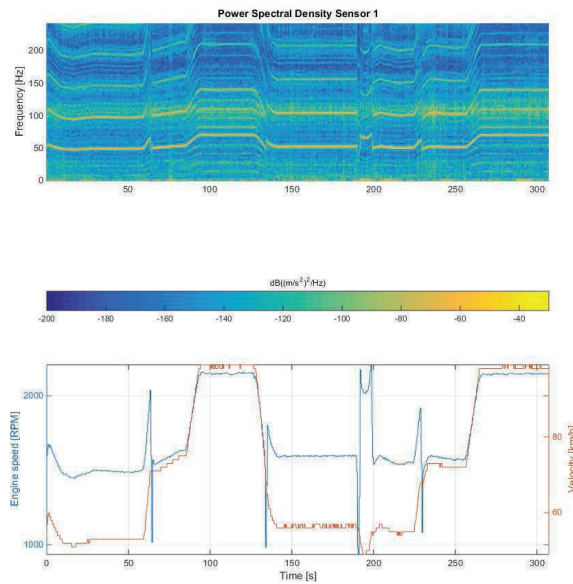 Power Spectral Density Sensor 1
Frequency [Hz]
200
150
100
50
0
50 100 150 200 250 300
dB((m/s²)²/Hz)
-200 -180 -160 -140 -120 -100 -80 -60 -40
Engine speed [RPM]
2000
1000
80
60
Velocity [km/h]
0 50 100 150 200 250 300
Time [s]